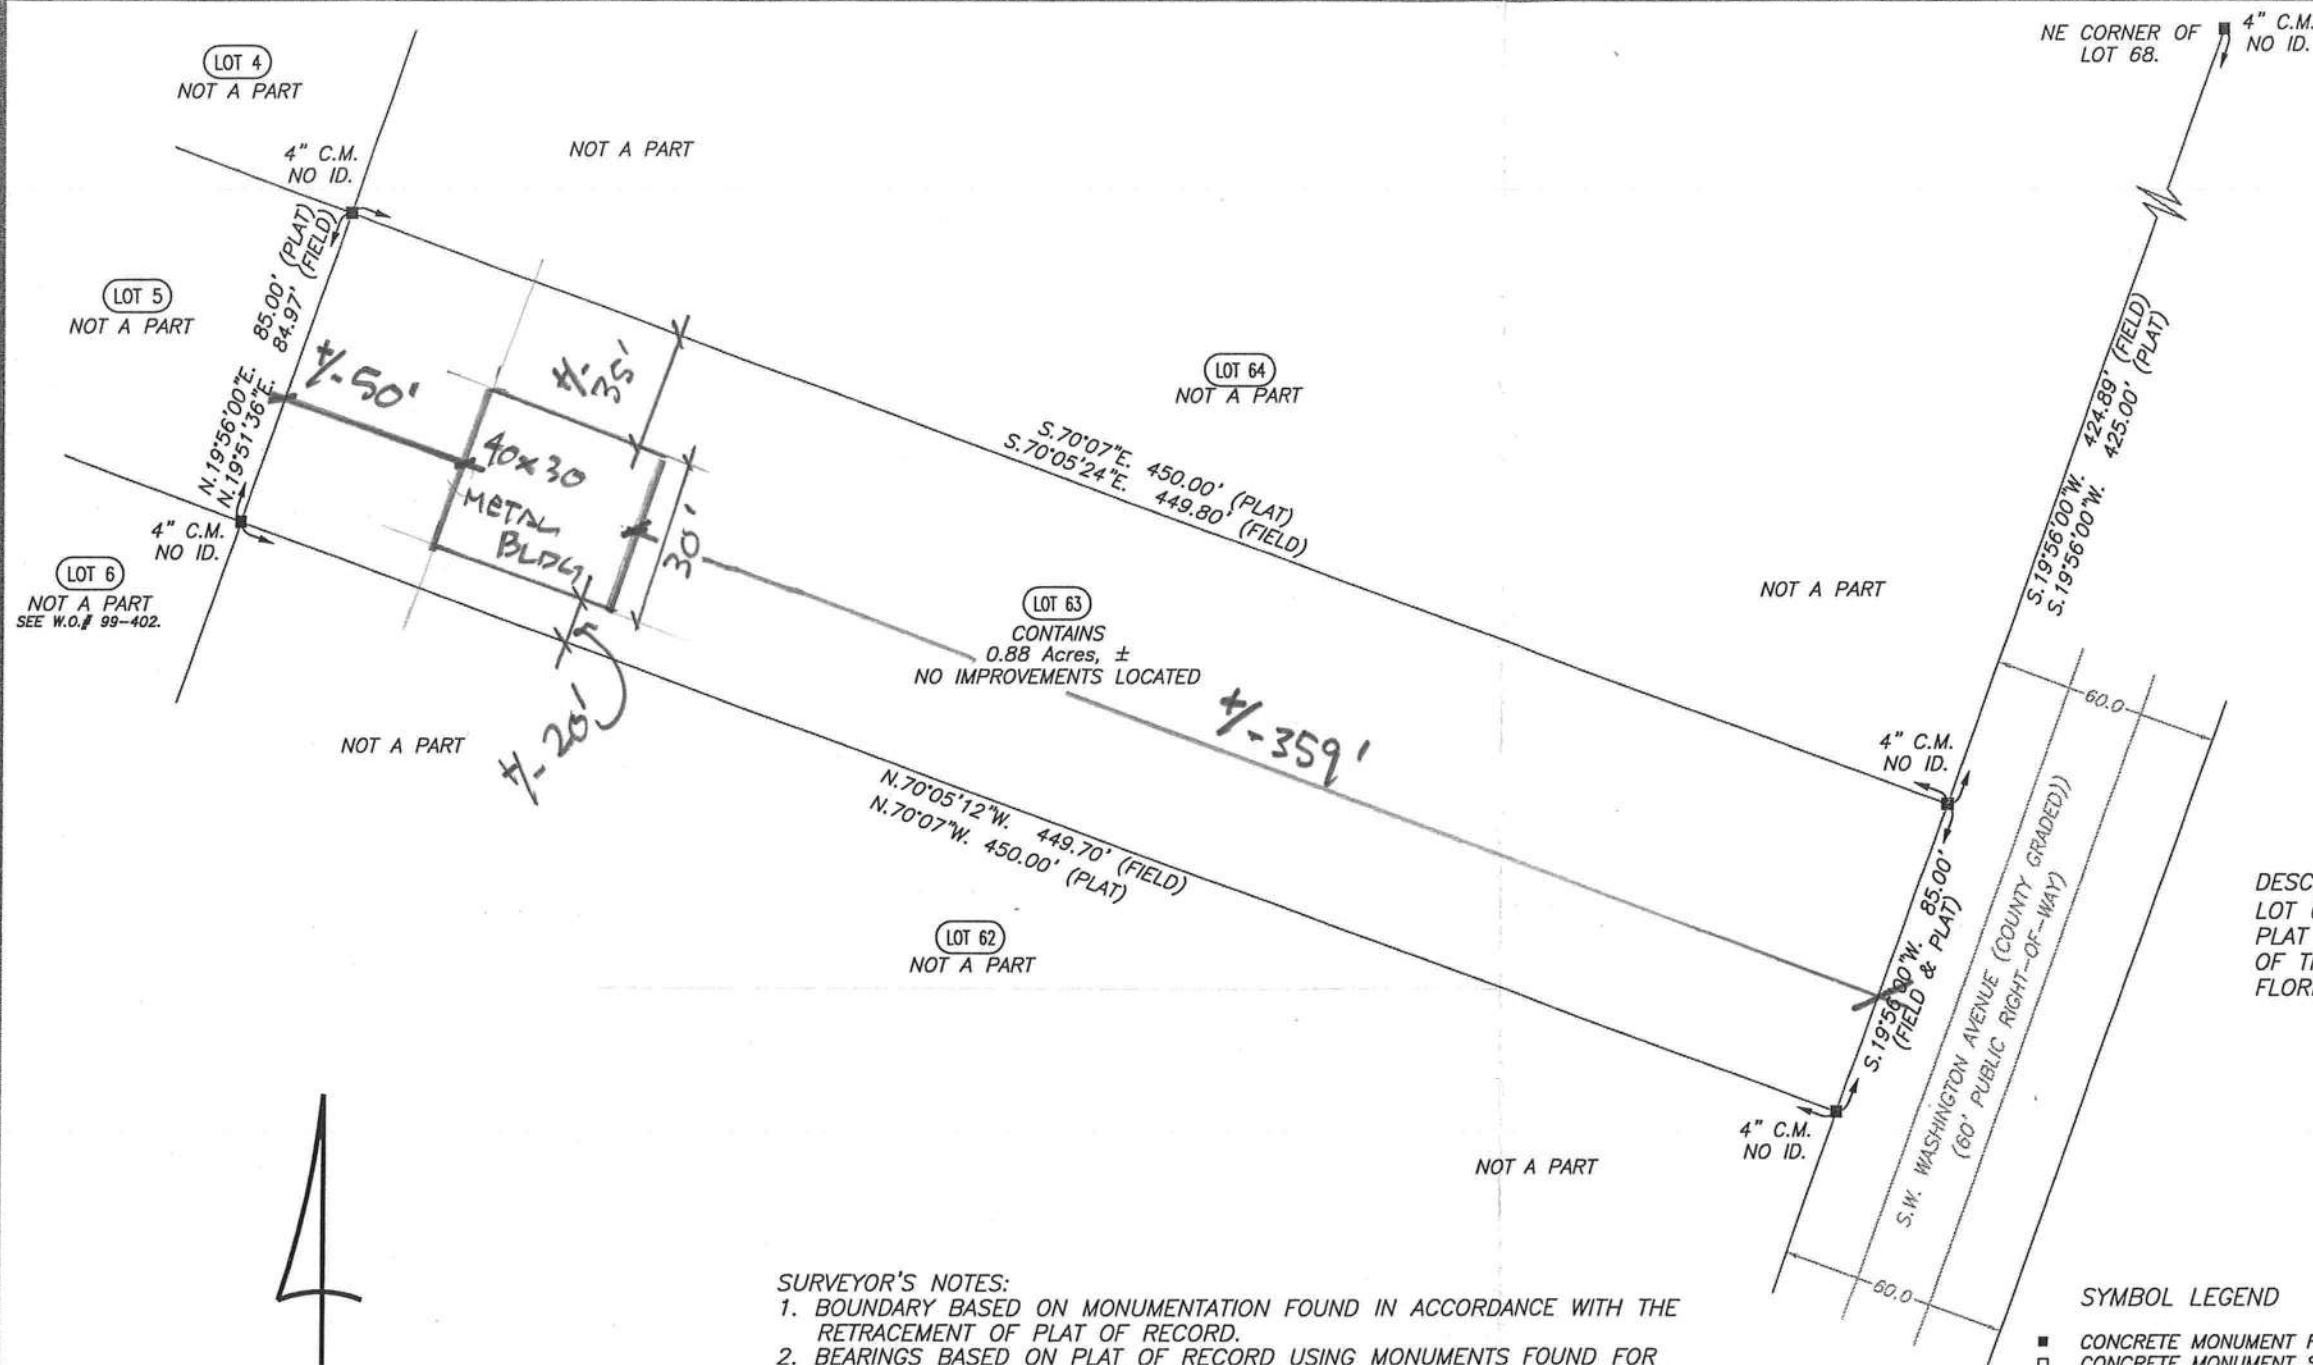 NE CORNER OF
LOT 68.
4" C.M.
NO ID.
LOT 4
NOT A PART
4" C.M.
NO ID.
NOT A PART
LOT 5
NOT A PART
N.19°56'00"E. 85.00' (PLAT)
N.19°51'36"E. 84.97' (FIELD)
+/-50'
+/-35'
40x30
METAL
BLDG.
30'
+/-20'
4" C.M.
NO ID.
LOT 6
NOT A PART
SEE W.O.# 99-402.
NOT A PART
LOT 64
NOT A PART
S.70°07"E. 450.00' (PLAT)
S.70°05'24"E. 449.80' (FIELD)
NOT A PART
S.19°56'00"W. 424.89' (FIELD)
S.19°56'00"W. 425.00' (PLAT)
LOT 63
CONTAINS
0.88 Acres, ±
NO IMPROVEMENTS LOCATED
+/-359'
60.0
4" C.M.
NO ID.
N.70°05'12"W. 449.70' (FIELD)
N.70°07"W. 450.00' (PLAT)
S.19°56'00"W. 85.00'
(FIELD & PLAT)
S.W. WASHINGTON AVENUE (COUNTY GRADED))
(60' PUBLIC RIGHT-OF-WAY)
LOT 62
NOT A PART
4" C.M.
NO ID.
NOT A PART
60.0
DESC
LOT
PLAT
OF T
FLOR
SURVEYOR'S NOTES:
1. BOUNDARY BASED ON MONUMENTATION FOUND IN ACCORDANCE WITH THE
RETRACEMENT OF PLAT OF RECORD.
2. BEARINGS BASED ON PLAT OF RECORD USING MONUMENTS FOUND FOR
SYMBOL LEGEND
CONCRETE MONUMENT
CONCRETE MONUMENT